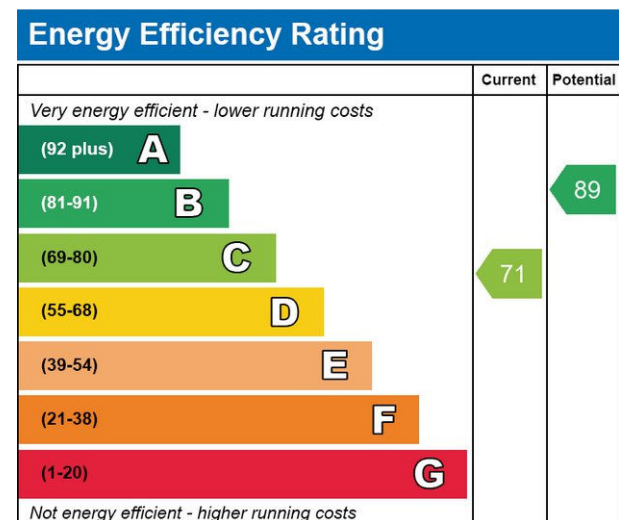 Energy Efficiency Rating
Current Potential
Very energy efficient - lower running costs
(92 plus) A
(81-91) B
89
(69-80) C
71
(55-68) D
(39-54) E
(21-38) F
(1-20) G
Not energy efficient - higher running costs